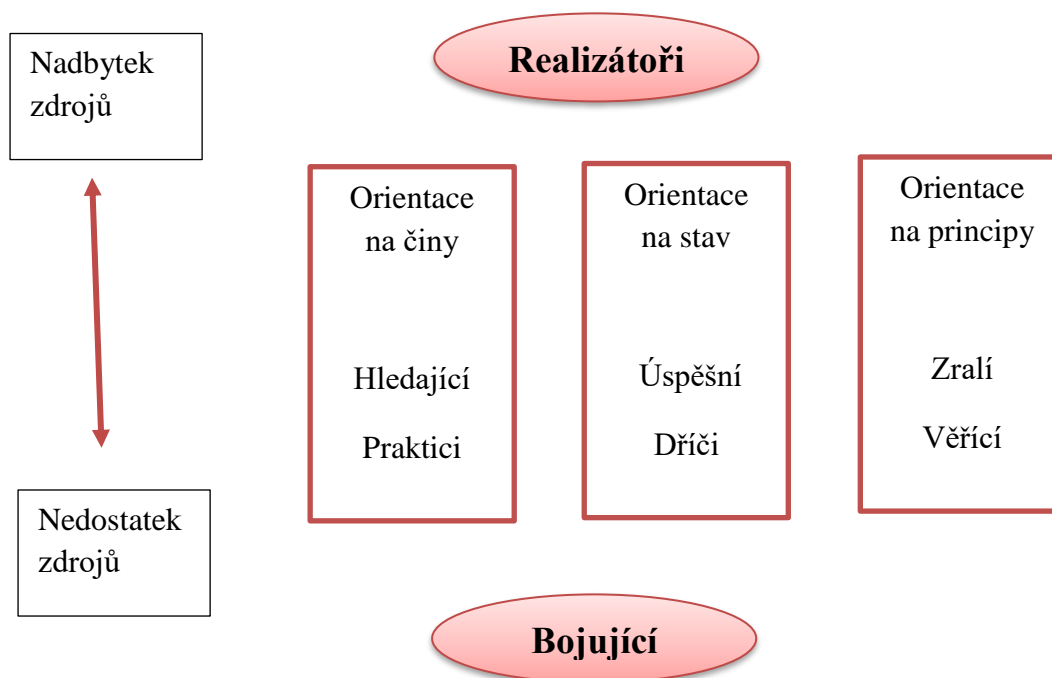 Nadbytek
zdrojů
Realizátoři
Orientace
na činy
Hledající
Praktici
Orientace
na stav
Úspěšní
Dříči
Orientace
na principy
Zralí
Věřící
Nedostatek
zdrojů
Bojující